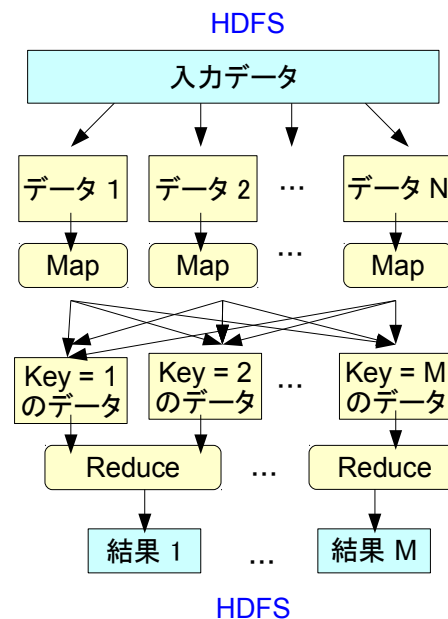 HDFS
入力データ
データ 1
データ 2
...
データ N
Map
Map
...
Map
Key = 1
のデータ
Key = 2
のデータ
...
Key = M
のデータ
Reduce
...
Reduce
結果 1
...
結果 M
HDFS